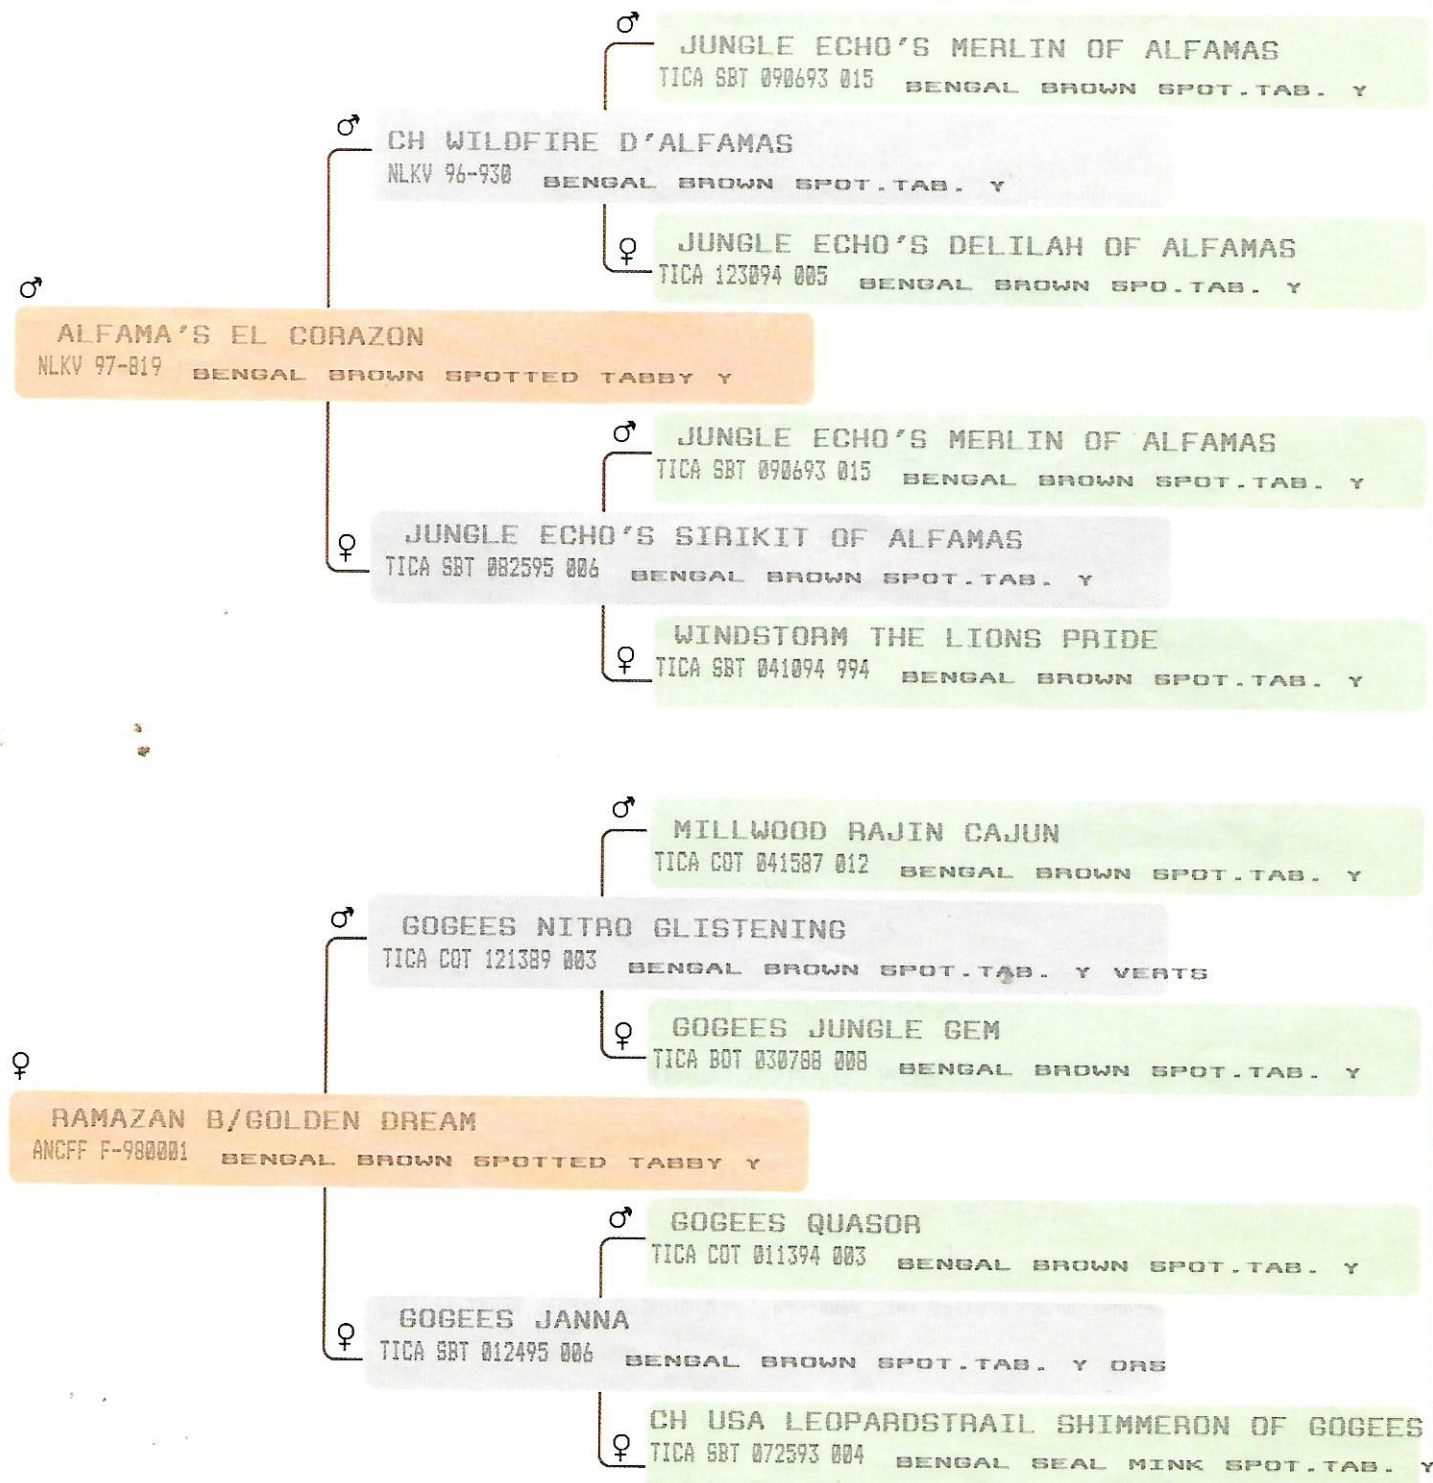 ♂ JUNGLE ECHO'S MERLIN OF ALFAMAS
TICA SBT 090693 015 BENGAL BROWN SPOT.TAB. Y
♂ CH WILDFIRE D'ALFAMAS
NLKV 96-930 BENGAL BROWN SPOT.TAB. Y
♀ JUNGLE ECHO'S DELILAH OF ALFAMAS
TICA 123094 005 BENGAL BROWN SPO.TAB. Y
♂ ALFAMA'S EL CORAZON
NLKV 97-819 BENGAL BROWN SPOTTED TABBY Y
♂ JUNGLE ECHO'S MERLIN OF ALFAMAS
TICA SBT 090693 015 BENGAL BROWN SPOT.TAB. Y
♀ JUNGLE ECHO'S SIRIKIT OF ALFAMAS
TICA SBT 082595 006 BENGAL BROWN SPOT.TAB. Y
♀ WINDSTORM THE LIONS PRIDE
TICA SBT 041094 994 BENGAL BROWN SPOT.TAB. Y
♂ MILLWOOD RAJIN CAJUN
TICA COT 041587 012 BENGAL BROWN SPOT.TAB. Y
♂ GOGEES NITRO GLISTENING
TICA COT 121389 003 BENGAL BROWN SPOT.TAB. Y VERTS
♀ GOGEES JUNGLE GEM
TICA BOT 030788 008 BENGAL BROWN SPOT.TAB. Y
♀ RAMAZAN B/GOLDEN DREAM
ANCFF F-980001 BENGAL BROWN SPOTTED TABBY Y
♂ GOGEES QUASOR
TICA COT 011394 003 BENGAL BROWN SPOT.TAB. Y
♀ GOGEES JANNA
TICA SBT 012495 006 BENGAL BROWN SPOT.TAB. Y ORS
♀ CH USA LEOPARDSTRAIL SHIMMERON OF GOGEES
TICA SBT 072593 004 BENGAL SEAL MINK SPOT.TAB. Y